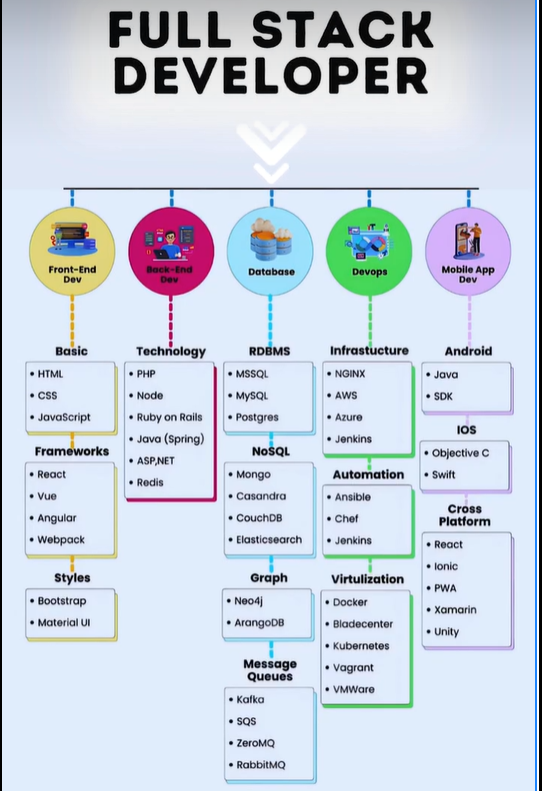 FULL STACK
DEVELOPER
Front-End
Dev
Basic
• HTML
• CSS
• JavaScript
Frameworks
• React
• Vue
• Angular
• Webpack
Styles
• Bootstrap
• Material UI
Back-End
Dev
Technology
• PHP
• Node
• Ruby on Rails
• Java (Spring)
• ASP,NET
• Redis
Database
RDBMS
• MSSQL
• MySQL
• Postgres
NoSQL
• Mongo
• Casandra
• CouchDB
• Elasticsearch
Graph
• Neo4j
• ArangoDB
Message
Queues
• Kafka
• SQS
• ZeroMQ
• RabbitMQ
Devops
Infrastucture
• NGINX
• AWS
• Azure
• Jenkins
Automation
• Ansible
• Chef
• Jenkins
Virtulization
• Docker
• Bladecenter
• Kubernetes
• Vagrant
• VMWare
Mobile App
Dev
Android
• Java
• SDK
IOS
• Objective C
• Swift
Cross
Platform
• React
• Ionic
• PWA
• Xamarin
• Unity